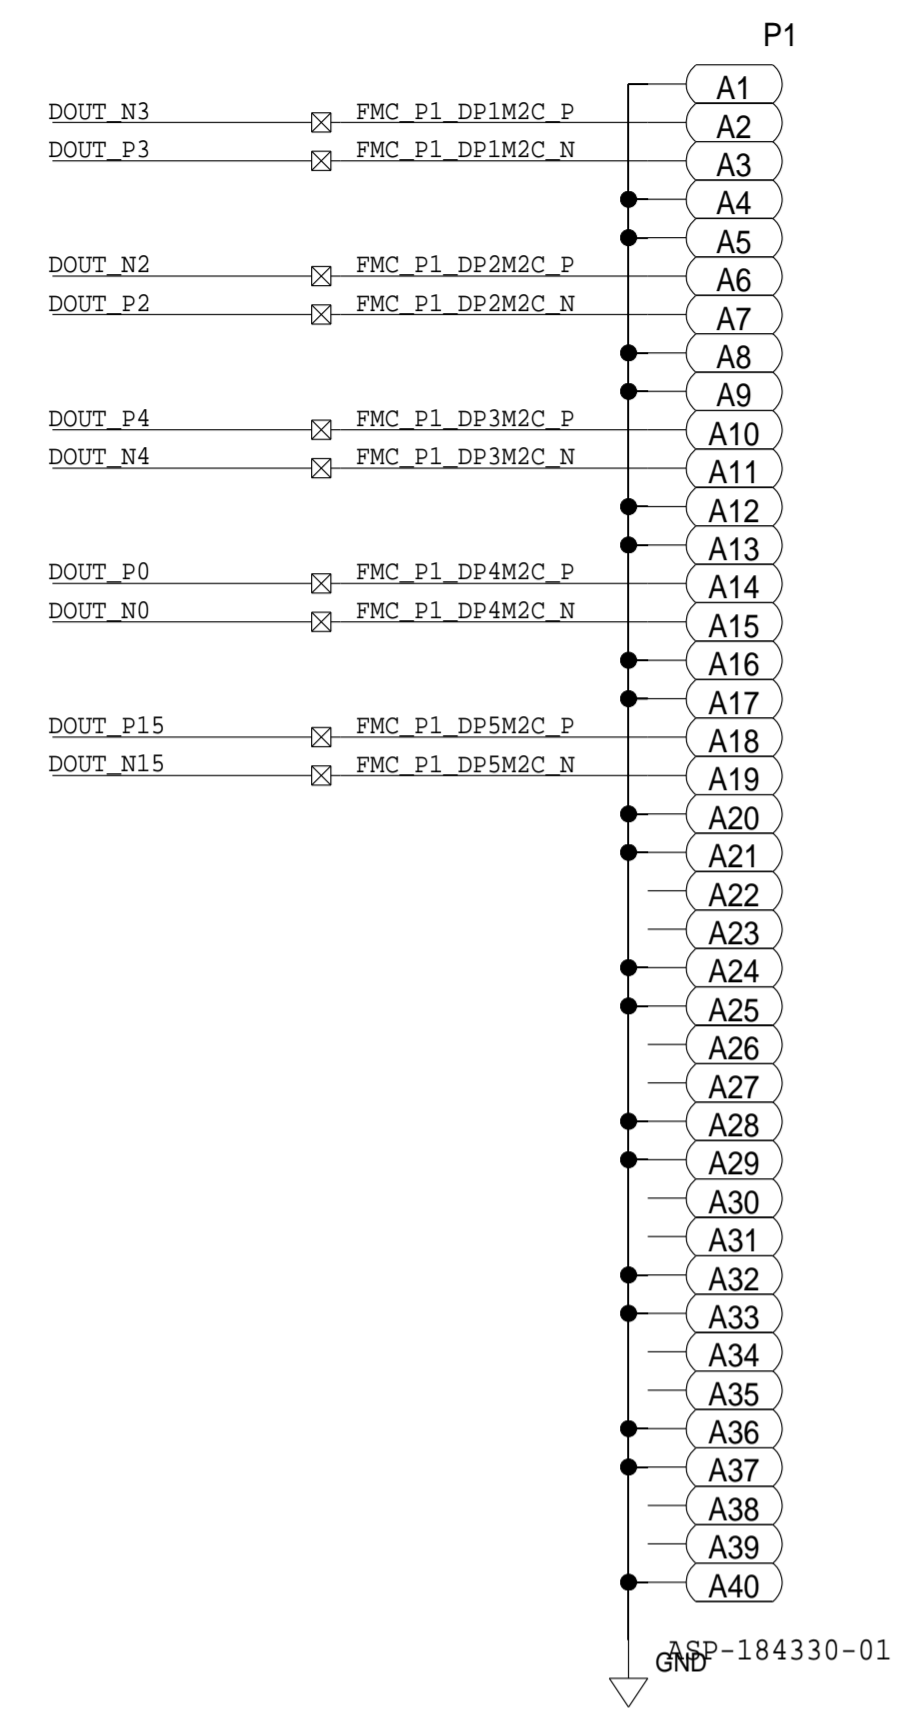 P1
A1
DOUT_N3 FMC_P1_DP1M2C_P A2
DOUT_P3 FMC_P1_DP1M2C_N A3
A4
A5
DOUT_N2 FMC_P1_DP2M2C_P A6
DOUT_P2 FMC_P1_DP2M2C_N A7
A8
A9
DOUT_P4 FMC_P1_DP3M2C_P A10
DOUT_N4 FMC_P1_DP3M2C_N A11
A12
A13
DOUT_P0 FMC_P1_DP4M2C_P A14
DOUT_N0 FMC_P1_DP4M2C_N A15
A16
A17
DOUT_P15 FMC_P1_DP5M2C_P A18
DOUT_N15 FMC_P1_DP5M2C_N A19
A20
A21
A22
A23
A24
A25
A26
A27
A28
A29
A30
A31
A32
A33
A34
A35
A36
A37
A38
A39
A40
ASP-184330-01
GND